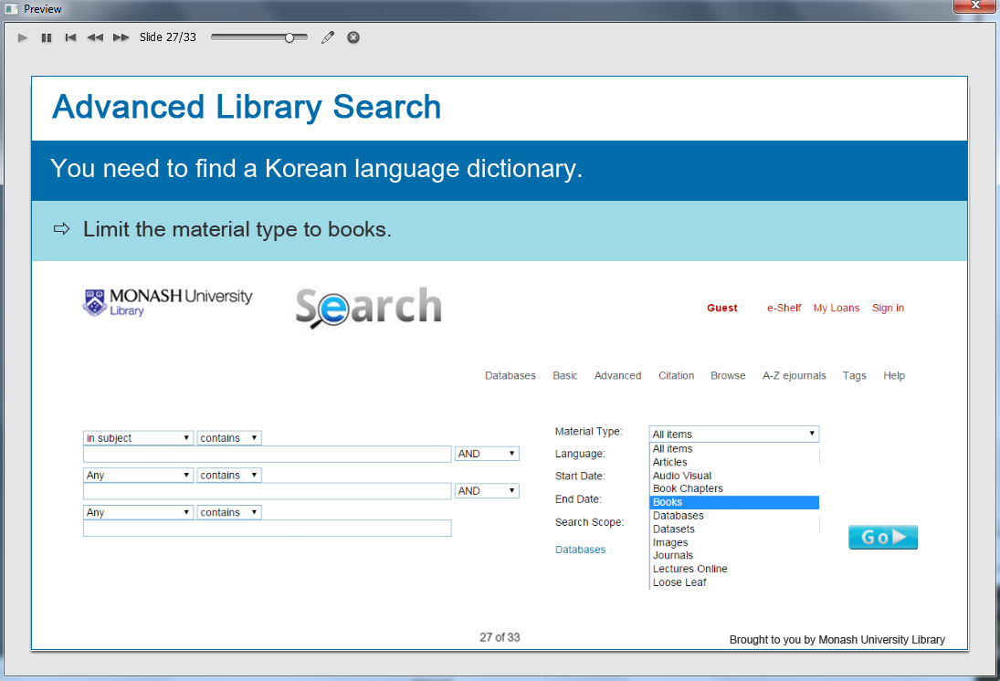 Preview
Slide 27/33
Advanced Library Search
You need to find a Korean language dictionary.
⇨ Limit the material type to books.
MONASH University
Library
Search
Guest e-Shelf My Loans Sign in
Databases Basic Advanced Citation Browse A-Z ejournals Tags Help
in subject contains
AND
Any contains
AND
Any contains
Material Type: All items
Language:
Start Date:
End Date:
Search Scope:
Databases
All items
Articles
Audio Visual
Book Chapters
Books
Databases
Datasets
Images
Journals
Lectures Online
Loose Leaf
Go
27 of 33
Brought to you by Monash University Library